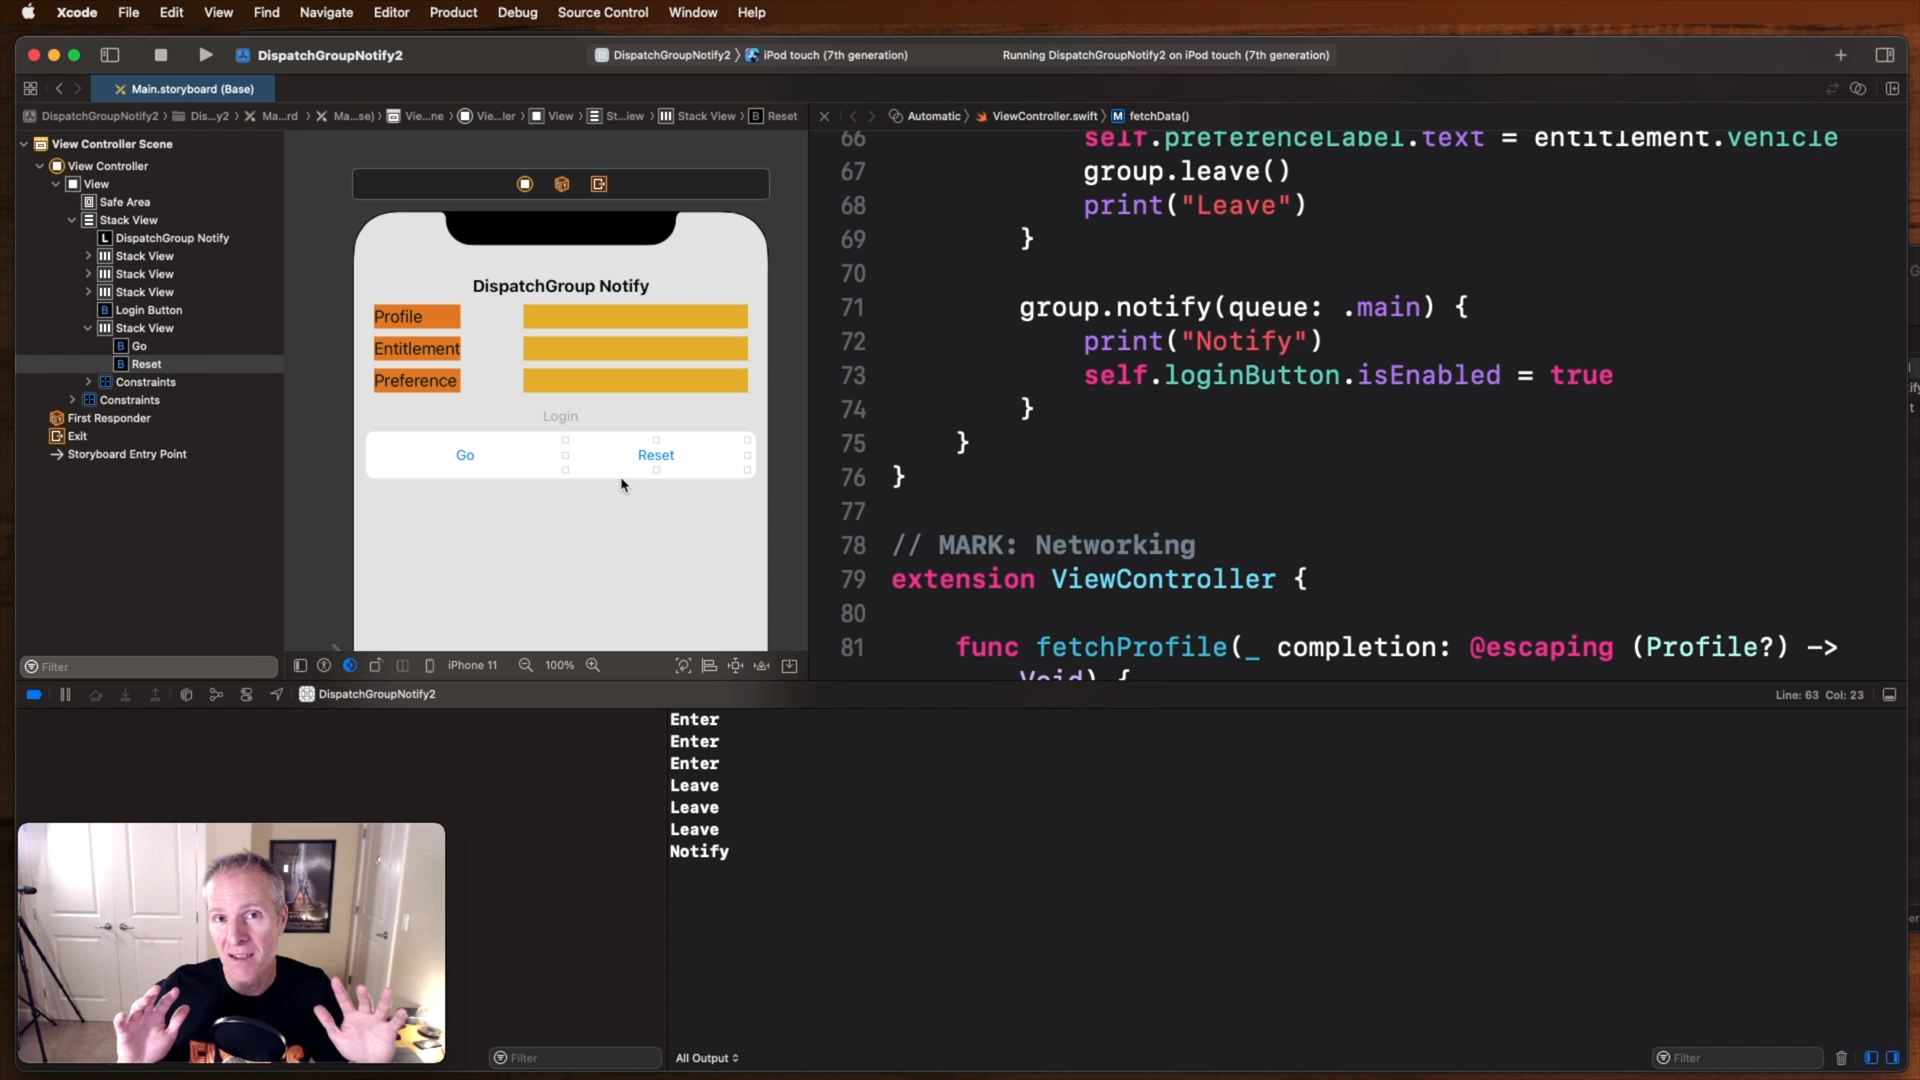 Xcode File Edit View Find Navigate Editor Product Debug Source Control Window Help
DispatchGroupNotify2
DispatchGroupNotify2 〉 iPod touch (7th generation)
Running DispatchGroupNotify2 on iPod touch (7th generation)
Main.storyboard (Base)
DispatchGroupNotify2 〉 Dis...y2 〉 Ma...rd 〉 Ma...se) 〉 Vie...ne 〉 Vie...ler 〉 View 〉 St...iew 〉 Stack View 〉 B Reset
Automatic 〉 ViewController.swift 〉 M fetchData()
View Controller Scene
View Controller
View
Safe Area
Stack View
L DispatchGroup Notify
Stack View
Stack View
Stack View
B Login Button
Stack View
B Go
B Reset
Constraints
Constraints
First Responder
Exit
Storyboard Entry Point
Filter
DispatchGroup Notify
Profile
Entitlement
Preference
Login
Go Reset
iPhone 11 100%
66 self.preferenceLabel.text = entitlement.vehicle
67 group.leave()
68 print("Leave")
69 }
70
71 group.notify(queue: .main) {
72 print("Notify")
73 self.loginButton.isEnabled = true
74 }
75 }
76 }
77
78 // MARK: Networking
79 extension ViewController {
80
81 func fetchProfile(_ completion: @escaping (Profile?) ->
Void) {
DispatchGroupNotify2
Line: 63 Col: 23
Enter
Enter
Enter
Leave
Leave
Leave
Notify
Filter
All Output
Filter